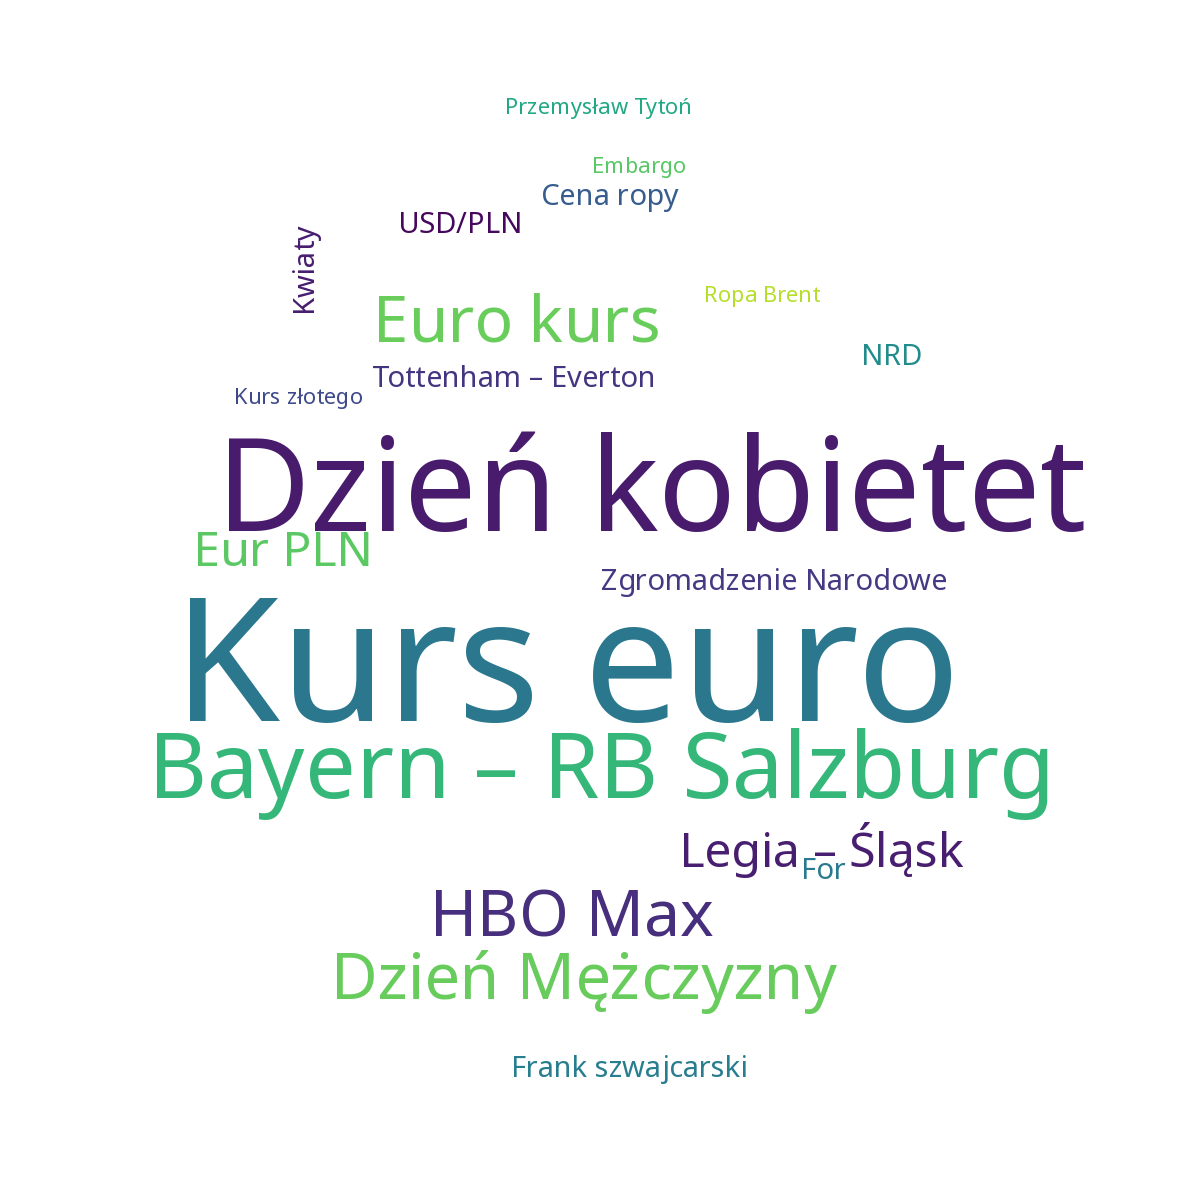 Przemysław Tytoń
Embargo
Cena ropy
USD/PLN
Kwiaty
Ropa Brent
Euro kurs
NRD
Tottenham – Everton
Kurs złotego
Dzień kobietet
Eur PLN
Zgromadzenie Narodowe
Kurs euro
Bayern – RB Salzburg
Legia – Śląsk
For
HBO Max
Dzień Mężczyzny
Frank szwajcarski